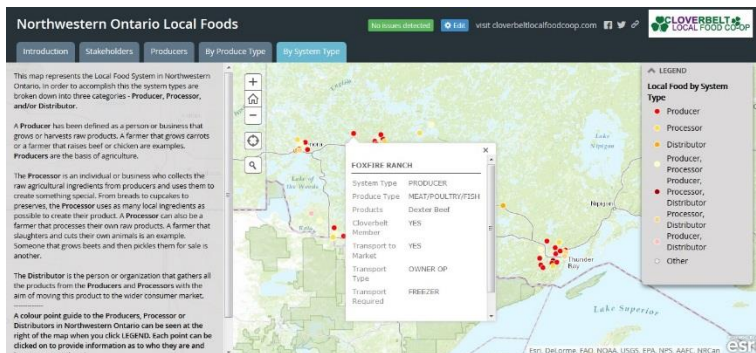 Northwestern Ontario Local Foods
No issues detected
Edit
visit cloverbeltlocalfoodcoop.com
CLOVERBELT
LOCAL FOOD CO-OP
Introduction
Stakeholders
Producers
By Produce Type
By System Type
This map represents the Local Food System in Northwestern
Ontario. In order to accomplish this the system types are
broken down into three categories - Producer, Processor,
and/or Distributor.
A Producer has been defined as a person or business that
grows or harvests raw products. A farmer that grows carrots
or a farmer that raises beef or chicken are examples.
Producers are the basis of agriculture.
The Processor is an individual or business who collects the
raw agricultural ingredients from producers and uses them to
create something special. From breads to cupcakes to
preserves, the Processor uses as many local ingredients as
possible to create their product. A Processor can also be a
farmer that processes their own raw products. A farmer that
slaughters and cuts their own animals is an example.
Someone that grows beets and then pickles them for sale is
another.
The Distributor is the person or organization that gathers all
the products from the Producers and Processors with the
aim of moving this product to the wider consumer market.
A colour point guide to the Producers, Processor or
Distributors in Northwestern Ontario can be seen at the
right of the map when you click LEGEND. Each point can be
clicked on to provide information as to who they are and
FOXFIRE RANCH
System Type PRODUCER
Produce Type MEAT/POULTRY/FISH
Products Dexter Beef
Cloverbelt YES
Member
Transport to YES
Market
Transport OWNER OP
Type
Transport FREEZER
Required
Lake of
the Woods
Lake
Nipigon
Nipigon
Thunder
Bay
Lake Superior
LEGEND
Local Food by System
Type
Producer
Processor
Distributor
Producer,
Processor
Producer,
Processor,
Distributor
Processor,
Distributor
Producer,
Distributor
Other
Esri, DeLorme, FAO, NOAA, USGS, EPA, NPS, AAFC, NRCan
esri